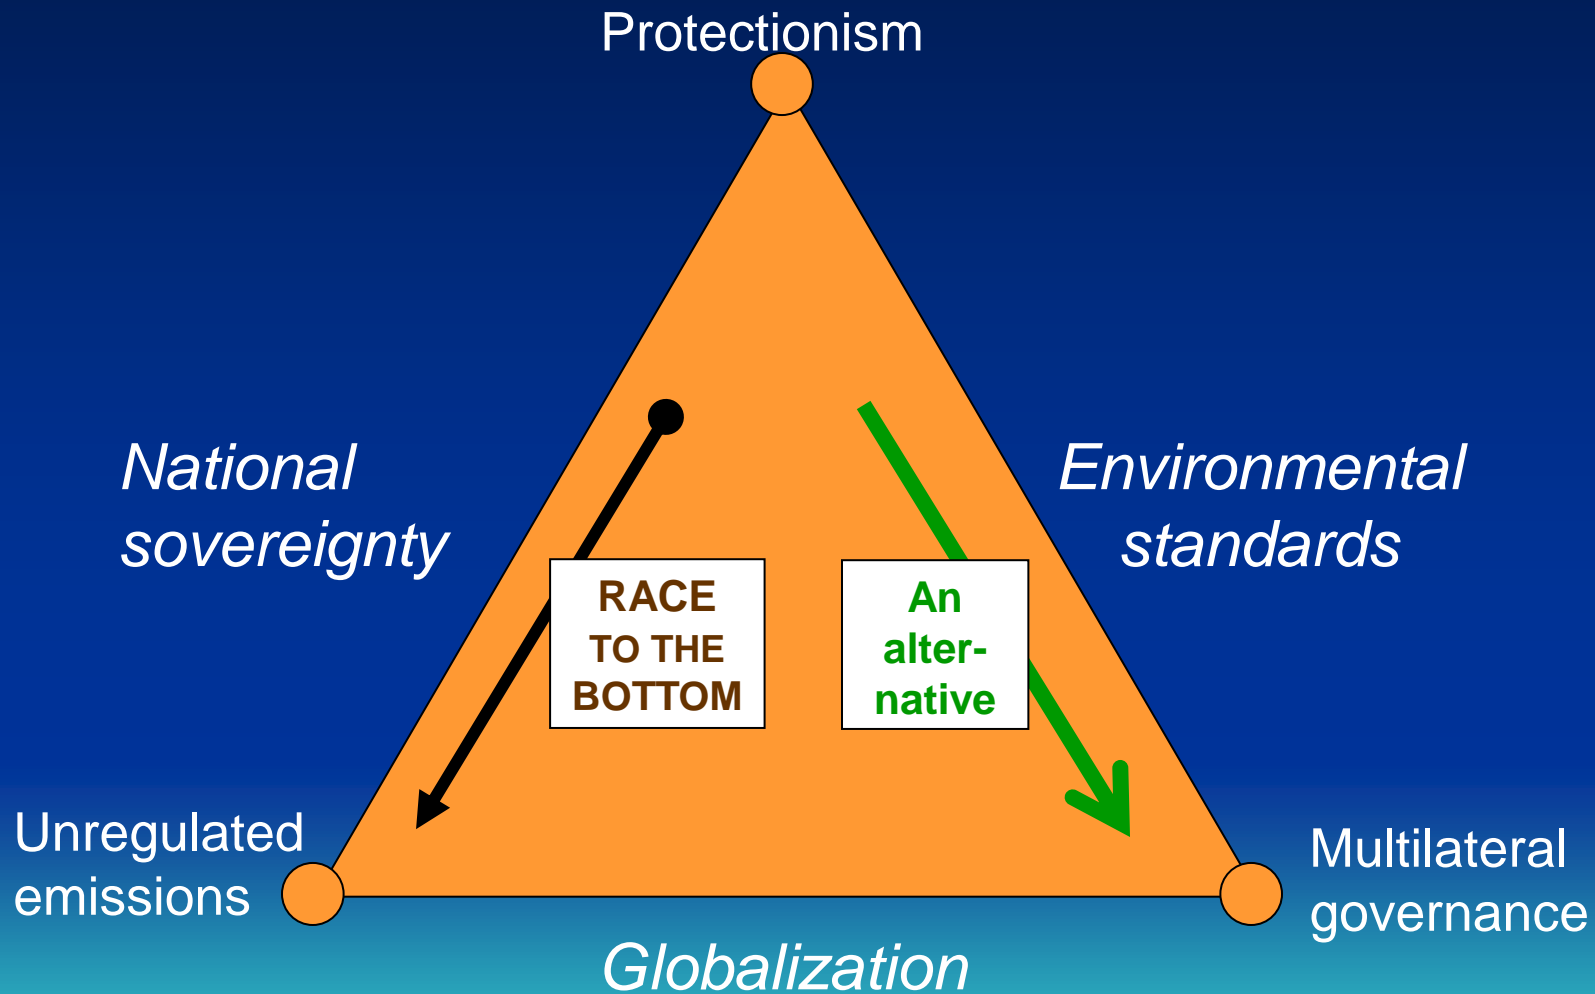 Protectionism
National
sovereignty
Environmental
standards
RACE
TO THE
BOTTOM
An
alter-
native
Unregulated
emissions
Multilateral
governance
Globalization